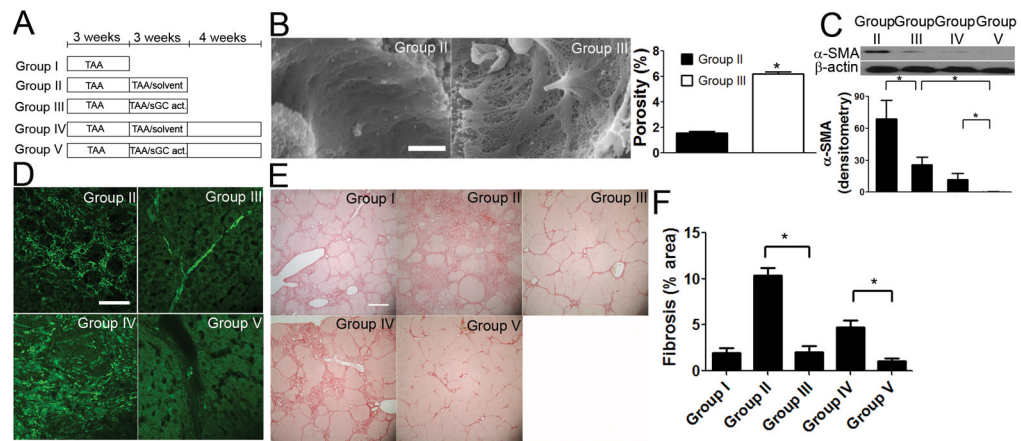 A
3 weeks 3 weeks 4 weeks
Group I TAA
Group II TAA TAA/solvent
Group III TAA TAA/sGC act.
Group IV TAA TAA/solvent
Group V TAA TAA/sGC act.
B
Group II Group III
Porosity (%)
8
6
4
2
0
Group II
Group III
*
C
Group Group Group Group
II III IV V
α-SMA
β-actin
* *
*
α-SMA
(densitometry)
90
60
30
0
D
Group II Group III
Group IV Group V
E
Group I Group II Group III
Group IV Group V
F
Fibrosis (% area)
15
10
5
0
*
*
Group I Group II Group III Group IV Group V